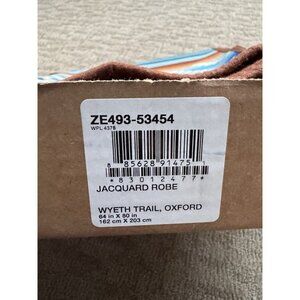 ZE493-53454
WPL 4378
8 85628 91475 1
*83012477*
JACQUARD ROBE
WYETH TRAIL, OXFORD
64 in X 80 in
162 cm X 203 cm